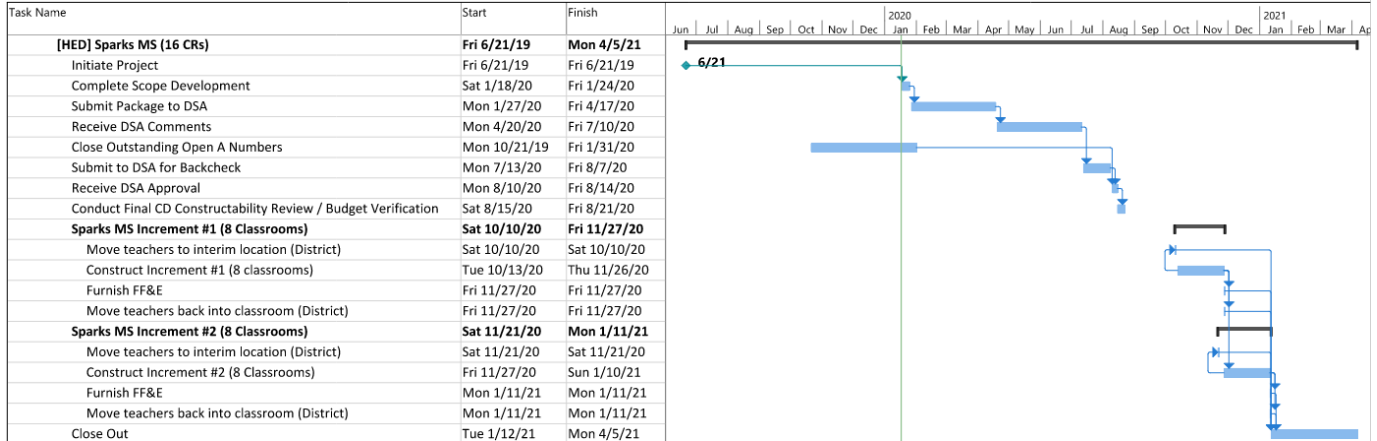 Task Name Start Finish 2020 2021
Jun Jul Aug Sep Oct Nov Dec Jan Feb Mar Apr May Jun Jul Aug Sep Oct Nov Dec Jan Feb Mar Ap
[HED] Sparks MS (16 CRs) Fri 6/21/19 Mon 4/5/21
Initiate Project Fri 6/21/19 Fri 6/21/19 6/21
Complete Scope Development Sat 1/18/20 Fri 1/24/20
Submit Package to DSA Mon 1/27/20 Fri 4/17/20
Receive DSA Comments Mon 4/20/20 Fri 7/10/20
Close Outstanding Open A Numbers Mon 10/21/19 Fri 1/31/20
Submit to DSA for Backcheck Mon 7/13/20 Fri 8/7/20
Receive DSA Approval Mon 8/10/20 Fri 8/14/20
Conduct Final CD Constructability Review / Budget Verification Sat 8/15/20 Fri 8/21/20
Sparks MS Increment #1 (8 Classrooms) Sat 10/10/20 Fri 11/27/20
Move teachers to interim location (District) Sat 10/10/20 Sat 10/10/20
Construct Increment #1 (8 classrooms) Tue 10/13/20 Thu 11/26/20
Furnish FF&E Fri 11/27/20 Fri 11/27/20
Move teachers back into classroom (District) Fri 11/27/20 Fri 11/27/20
Sparks MS Increment #2 (8 Classrooms) Sat 11/21/20 Mon 1/11/21
Move teachers to interim location (District) Sat 11/21/20 Sat 11/21/20
Construct Increment #2 (8 Classrooms) Fri 11/27/20 Sun 1/10/21
Furnish FF&E Mon 1/11/21 Mon 1/11/21
Move teachers back into classroom (District) Mon 1/11/21 Mon 1/11/21
Close Out Tue 1/12/21 Mon 4/5/21